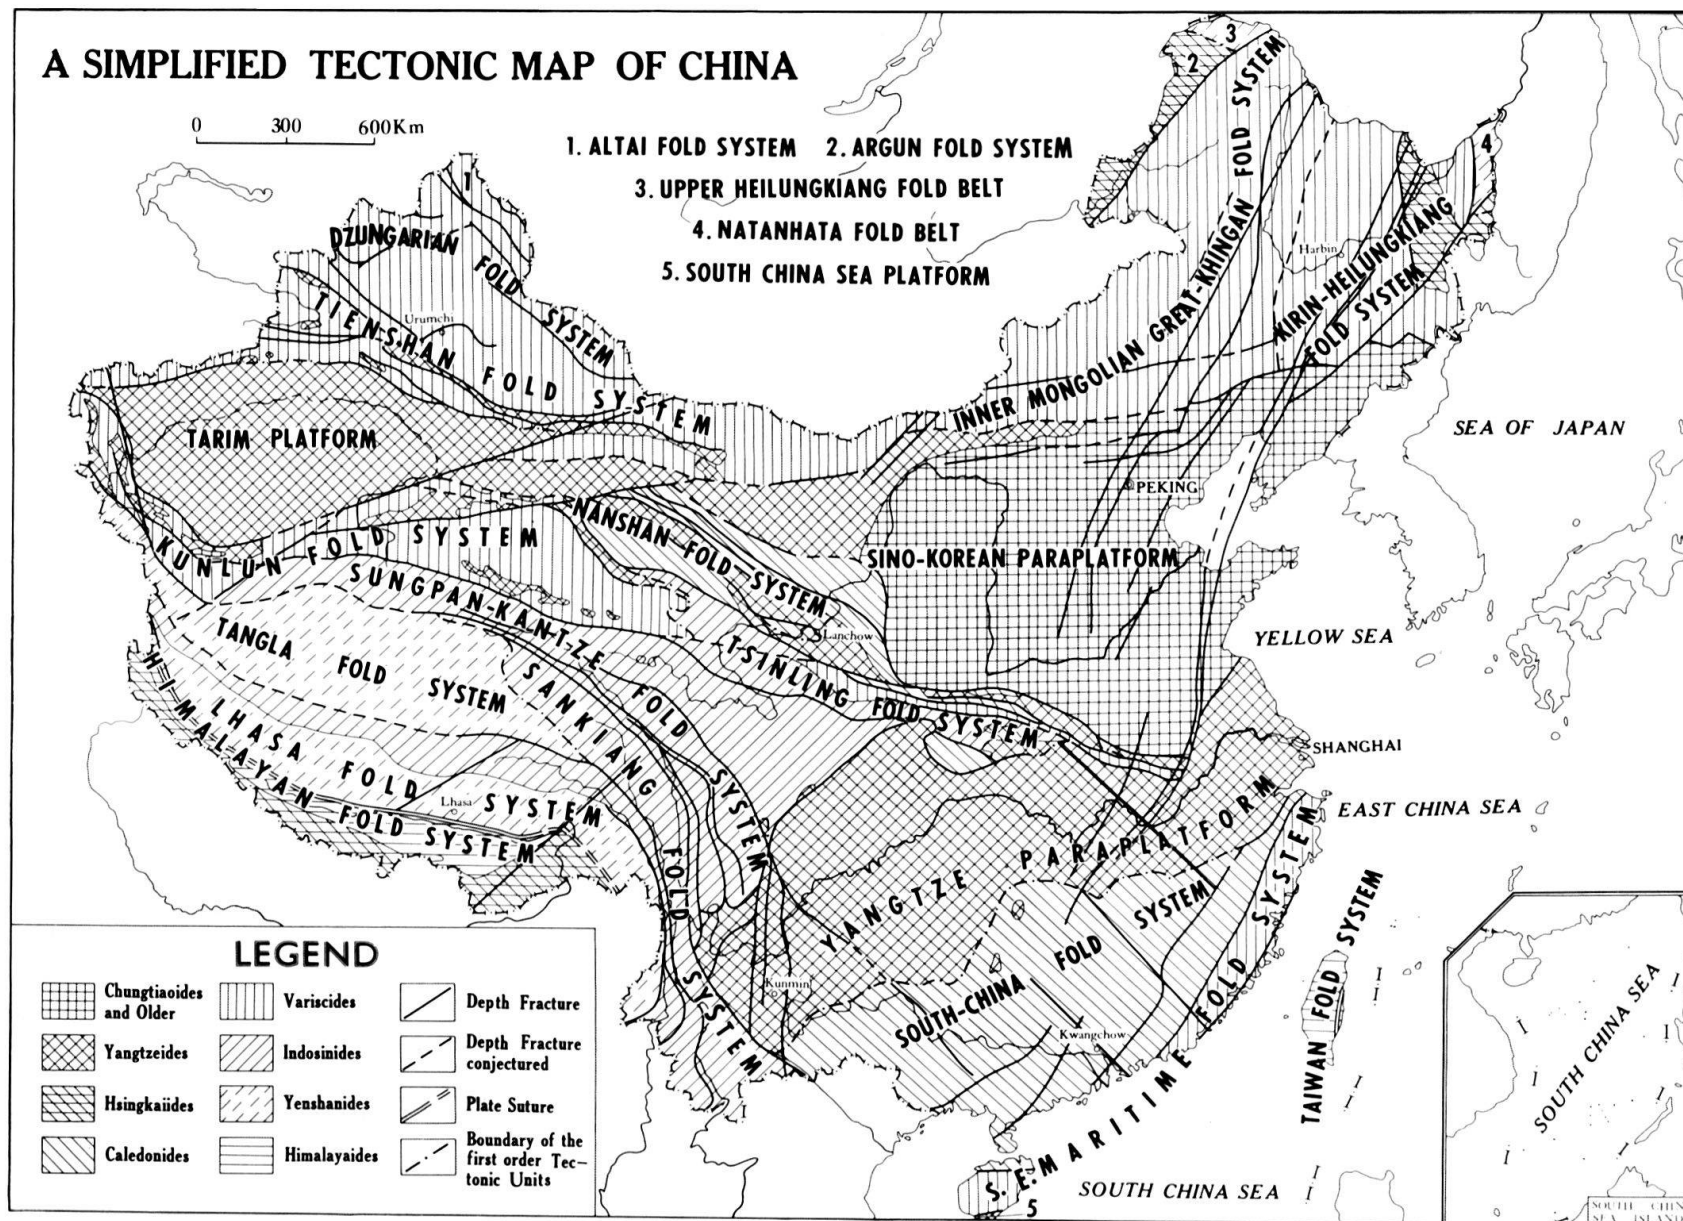 A SIMPLIFIED TECTONIC MAP OF CHINA
0 300 600Km
1. ALTAI FOLD SYSTEM 2. ARGUN FOLD SYSTEM
3. UPPER HEILUNGKIANG FOLD BELT
4. NATANHATA FOLD BELT
5. SOUTH CHINA SEA PLATFORM
3
2
1
4
DZUNGARIAN FOLD SYSTEM
TIENSHAN FOLD SYSTEM
Urumchi
INNER MONGOLIAN GREAT-KHINGAN FOLD SYSTEM
Harbin
KIRIN-HEILUNGKIANG FOLD SYSTEM
TARIM PLATFORM
SEA OF JAPAN
PEKING
KUNLUN FOLD SYSTEM
NANSHAN FOLD SYSTEM
SINO-KOREAN PARAPLATFORM
SUNGPAN-KANTZE FOLD SYSTEM
Lanchow
YELLOW SEA
TANGLA FOLD SYSTEM
TSINLING FOLD SYSTEM
SANKIANG FOLD SYSTEM
LHASA FOLD SYSTEM
HIMALAYAN FOLD SYSTEM
Lhasa
SHANGHAI
EAST CHINA SEA
YANGTZE PARAPLATFORM
SOUTH-CHINA FOLD SYSTEM
Kunmin
Kwangchow
S.E. MARITIME FOLD SYSTEM
TAIWAN FOLD SYSTEM
5
SOUTH CHINA SEA
SOUTH CHINA SEA
SOUTH CHIN
SEA ISLAND
LEGEND
Chungtiaoides
and Older
Yangtzeides
Hsingkaiides
Caledonides
Variscides
Indosinides
Yenshanides
Himalayaides
Depth Fracture
Depth Fracture
conjectured
Plate Suture
Boundary of the
first order Tec-
tonic Units